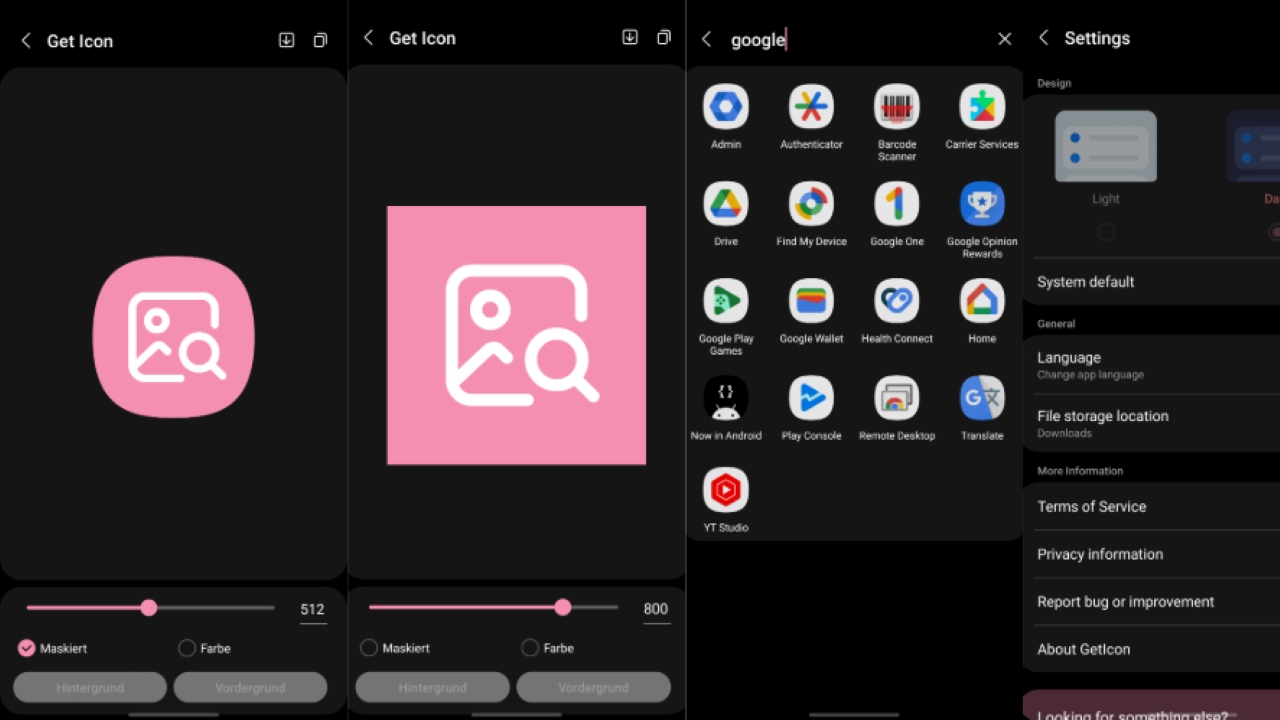 Get Icon
512
Maskiert
Farbe
Hintergrund
Vordergrund
Get Icon
800
Maskiert
Farbe
Hintergrund
Vordergrund
google
Admin
Authenticator
Barcode
Scanner
Carrier Services
Drive
Find My Device
Google One
Google Opinion
Rewards
Google Play
Games
Google Wallet
Health Connect
Home
Now in Android
Play Console
Remote Desktop
Translate
YT Studio
Settings
Design
Light
Da
System default
General
Language
Change app language
File storage location
Downloads
More Information
Terms of Service
Privacy information
Report bug or improvement
About GetIcon
Looking for something else?